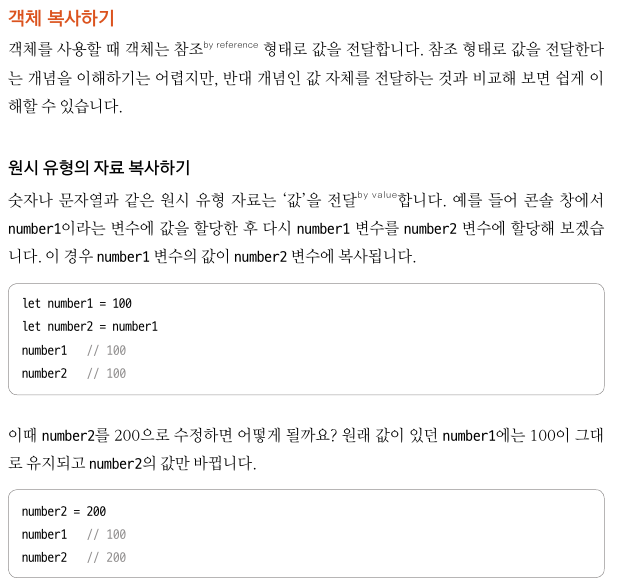 객체 복사하기
객체를 사용할 때 객체는 참조by reference 형태로 값을 전달합니다. 참조 형태로 값을 전달한다
는 개념을 이해하기는 어렵지만, 반대 개념인 값 자체를 전달하는 것과 비교해 보면 쉽게 이
해할 수 있습니다.
원시 유형의 자료 복사하기
숫자나 문자열과 같은 원시 유형 자료는 ‘값’을 전달by value합니다. 예를 들어 콘솔 창에서
number1이라는 변수에 값을 할당한 후 다시 number1 변수를 number2 변수에 할당해 보겠습
니다. 이 경우 number1 변수의 값이 number2 변수에 복사됩니다.
let number1 = 100
let number2 = number1
number1 // 100
number2 // 100
이때 number2를 200으로 수정하면 어떻게 될까요? 원래 값이 있던 number1에는 100이 그대
로 유지되고 number2의 값만 바뀝니다.
number2 = 200
number1 // 100
number2 // 200